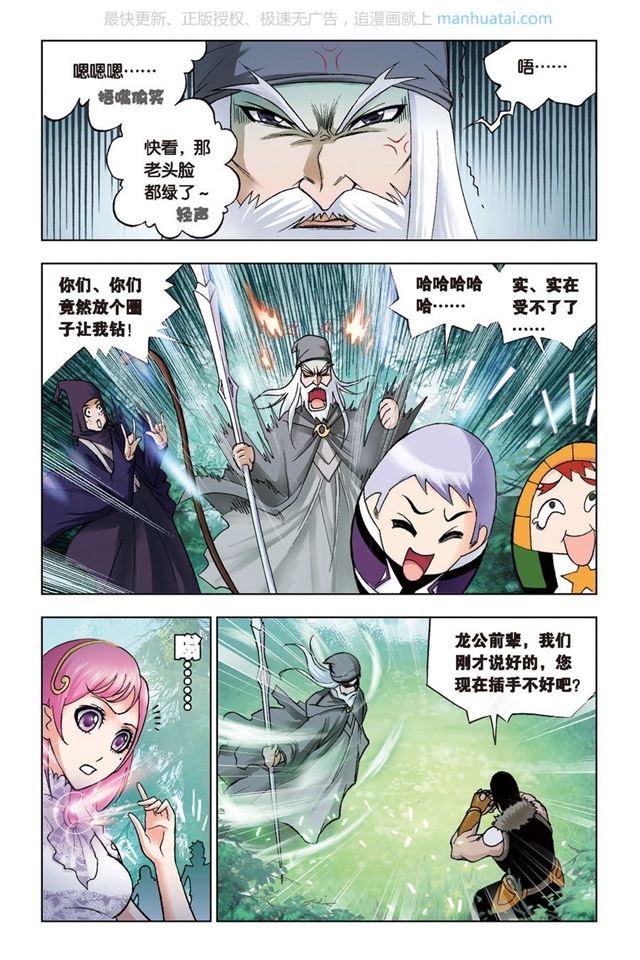 最快更新、正版授权、极速无广告，追漫画就上 manhuatai.com
嗯嗯嗯……
捂嘴偷笑
快看，那
老头脸
都绿了～
轻声
唔……
你们、你们
竟然放个圈
子让我钻！
哈哈哈哈
哈……
实、实在
受不了了
……
嗡……
龙公前辈，我们
刚才说好的，您
现在插手不好吧？